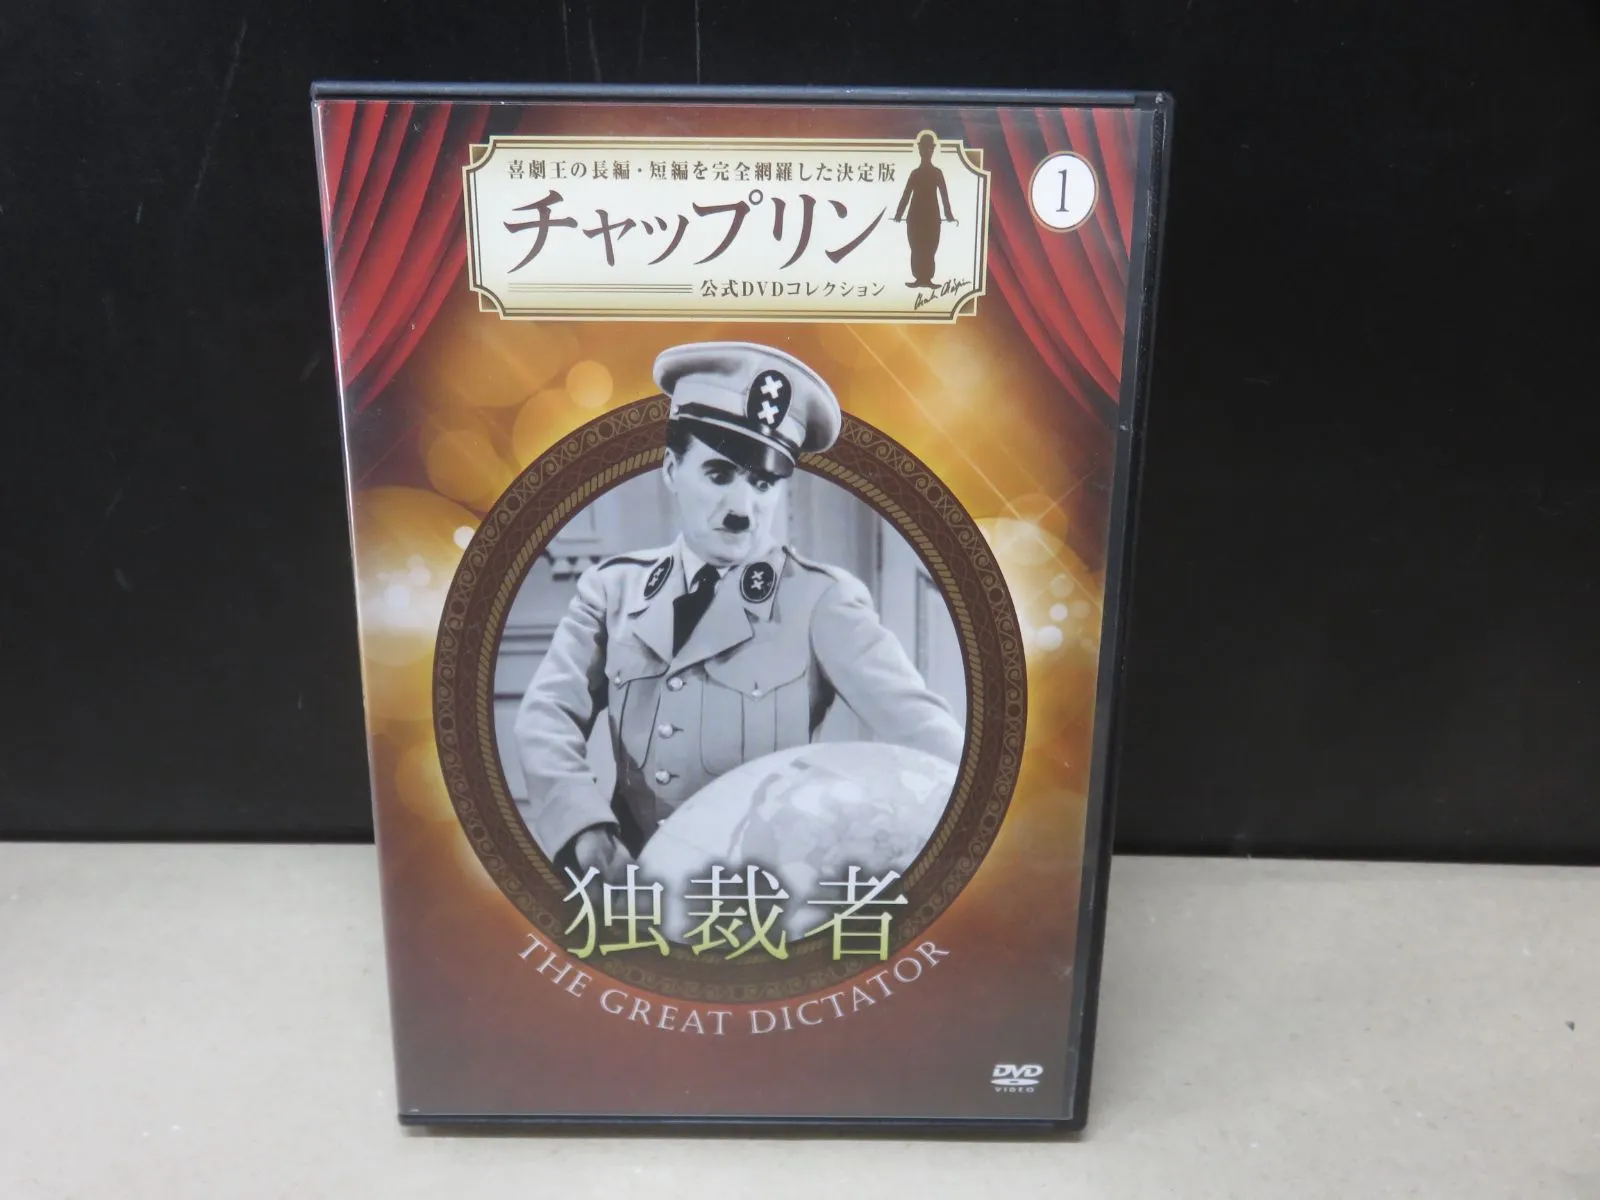 喜劇王の長編・短編を完全網羅した決定版
チャップリン
公式DVDコレクション
Charlie Chaplin
1
独裁者
THE GREAT DICTATOR
DVD
VIDEO